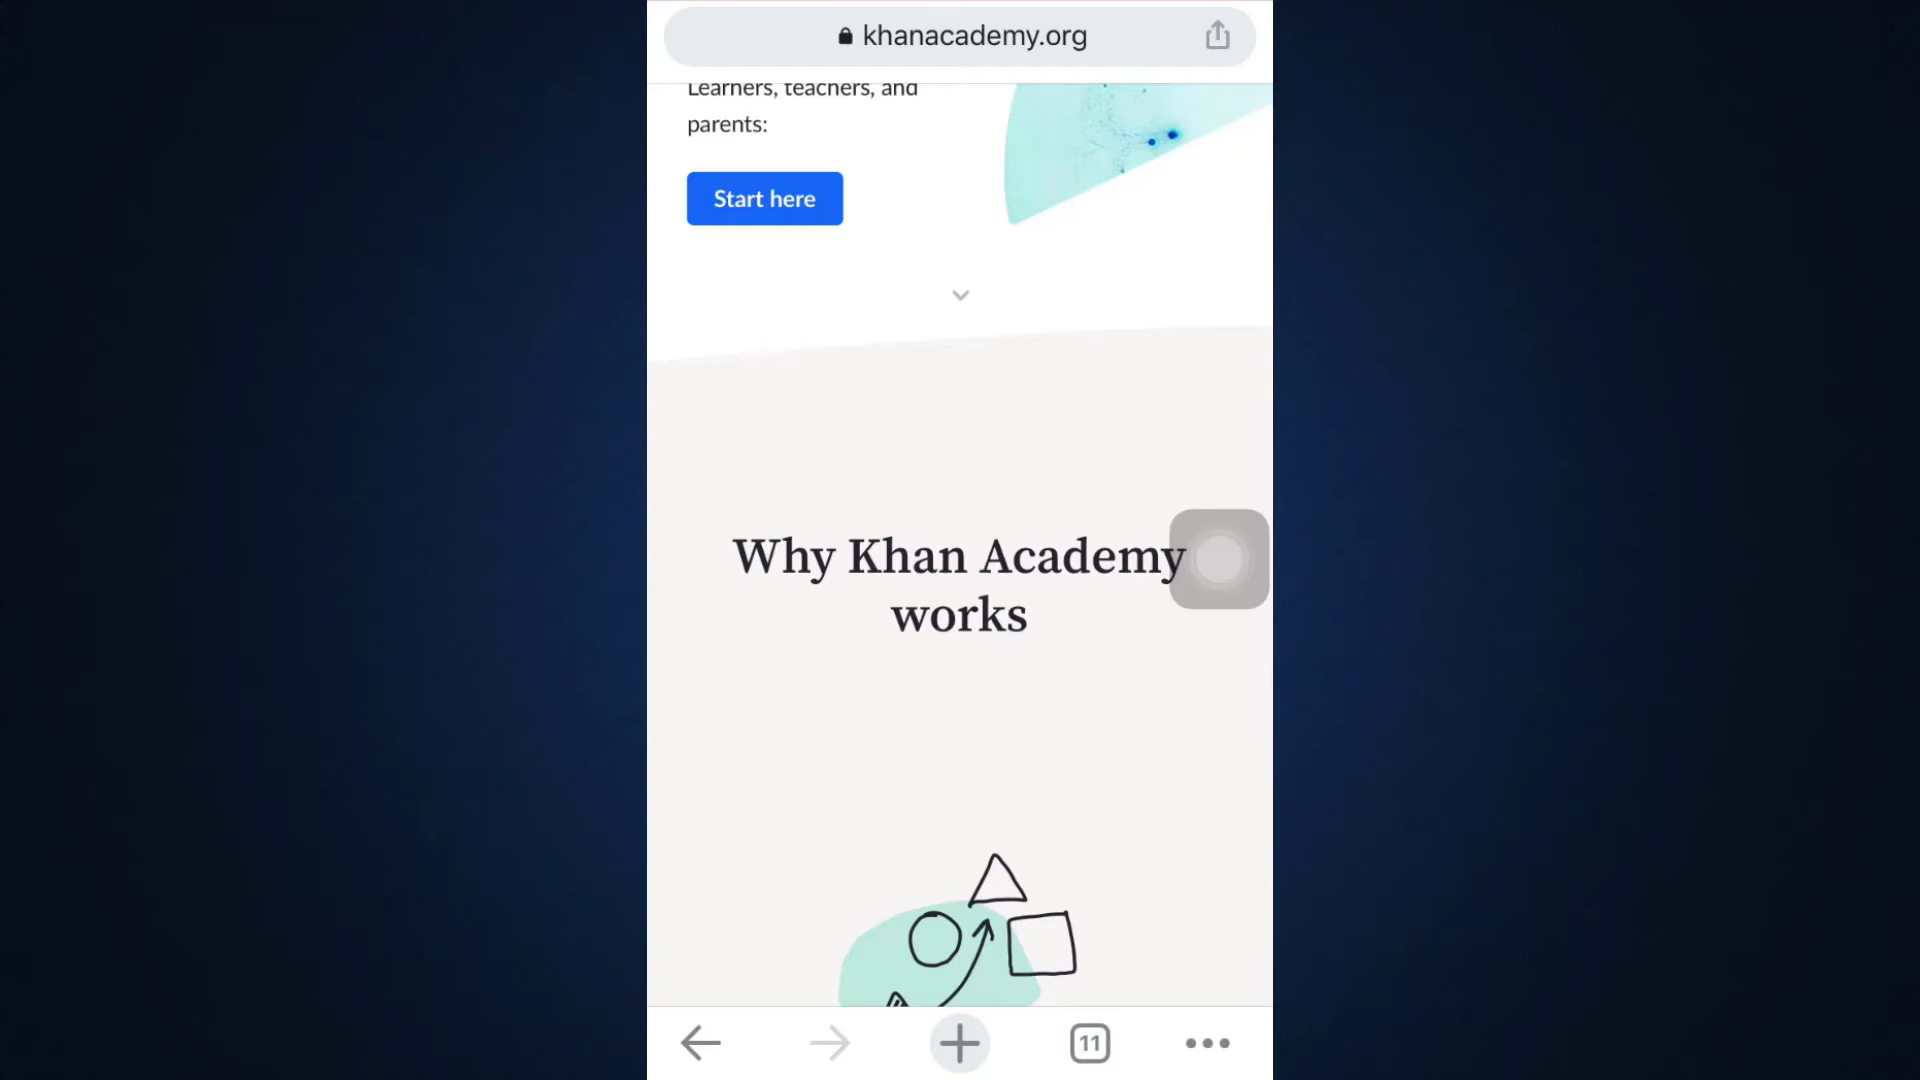 khanacademy.org
Learners, teachers, and
parents:
Start here
Why Khan Academy
works
11